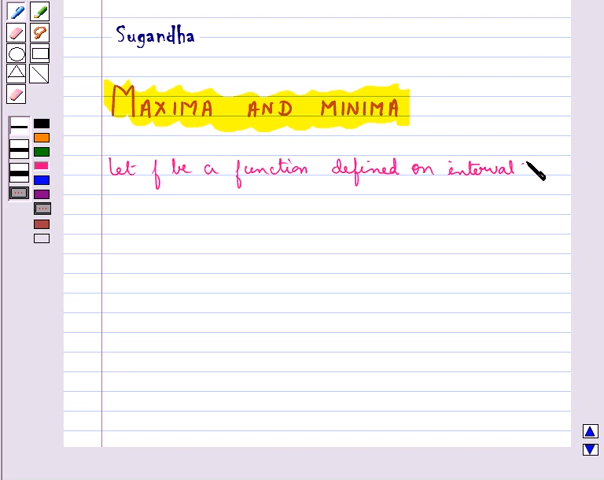 Sugandha
MAXIMA AND MINIMA
let f be a function defined on interval